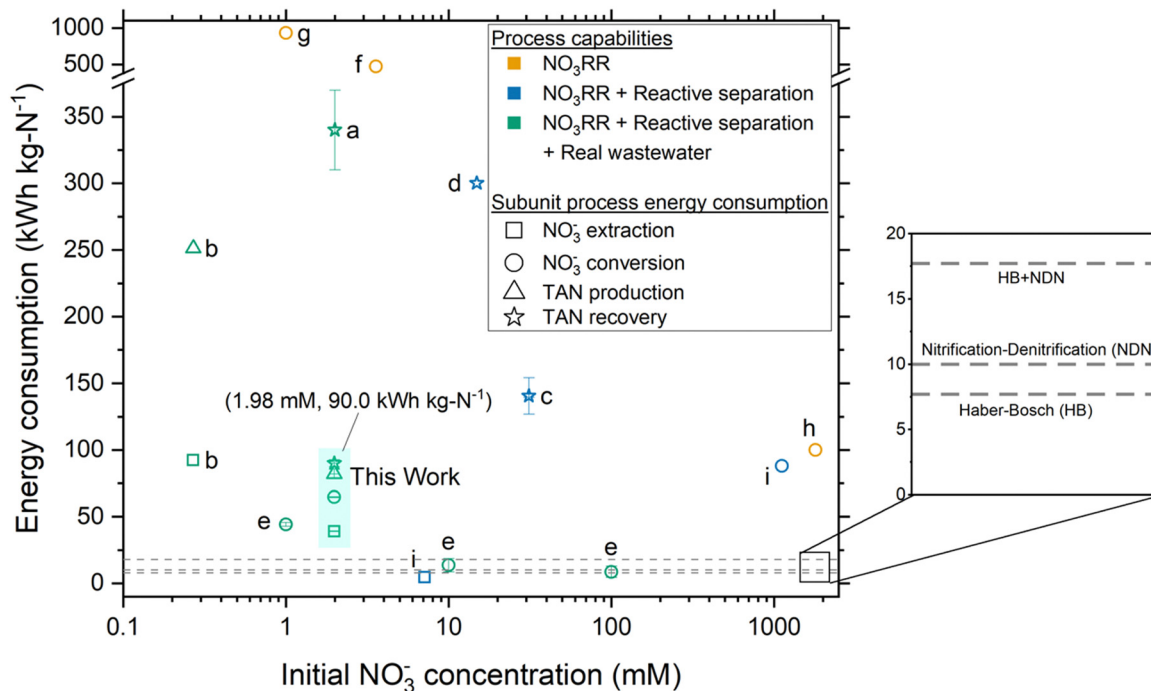 Energy consumption (kWh kg-N⁻¹)
1000
500
350
300
250
200
150
100
50
0
0.1
1
10
100
1000
Initial NO₃⁻ concentration (mM)
g
f
a
d
b
c
b
h
i
e
e
e
i
(1.98 mM, 90.0 kWh kg-N⁻¹)
This Work
Process capabilities
NO₃RR
NO₃RR + Reactive separation
NO₃RR + Reactive separation
+ Real wastewater
Subunit process energy consumption
NO₃⁻ extraction
NO₃⁻ conversion
TAN production
TAN recovery
20
15
10
5
0
HB+NDN
Nitrification-Denitrification (NDN)
Haber-Bosch (HB)